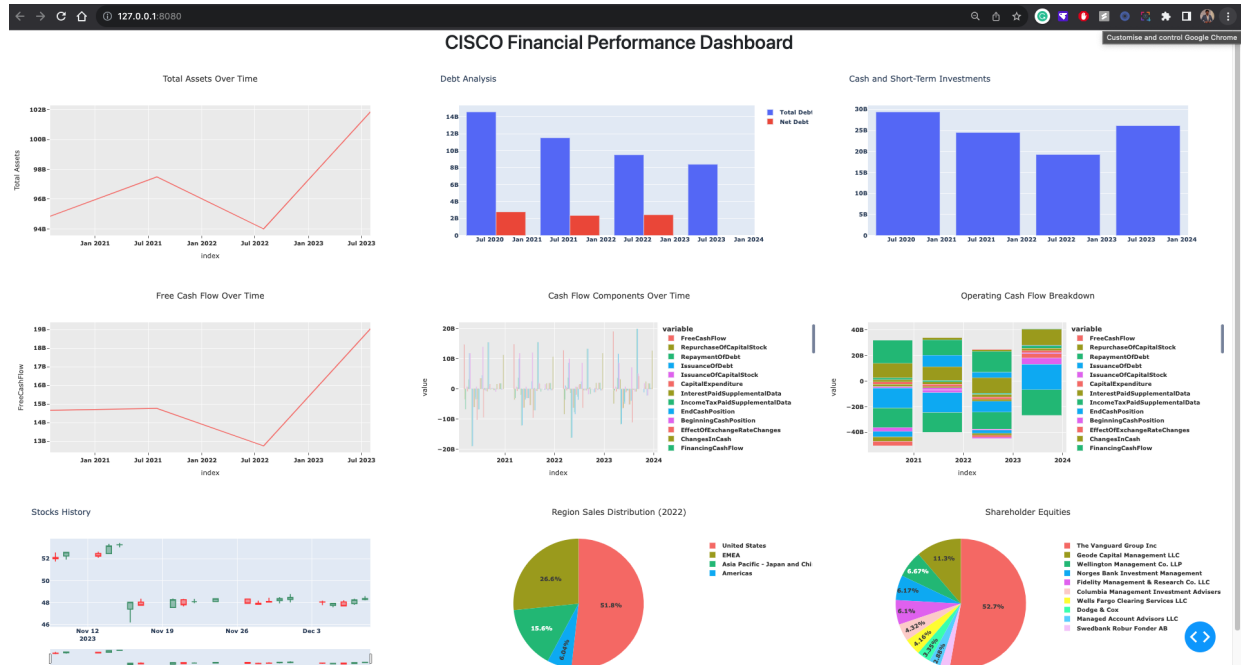 127.0.0.1:8080
Customise and control Google Chrome
CISCO Financial Performance Dashboard
Total Assets Over Time
102B
100B
98B
96B
94B
Total Assets
Jan 2021 Jul 2021 Jan 2022 Jul 2022 Jan 2023 Jul 2023
index
Debt Analysis
14B
12B
10B
8B
6B
4B
2B
0
Jul 2020 Jan 2021 Jul 2021 Jan 2022 Jul 2022 Jan 2023 Jul 2023 Jan 2024
Total Debt
Net Debt
Cash and Short-Term Investments
30B
25B
20B
15B
10B
5B
0
Jul 2020 Jan 2021 Jul 2021 Jan 2022 Jul 2022 Jan 2023 Jul 2023 Jan 2024
Free Cash Flow Over Time
19B
18B
17B
16B
15B
14B
13B
FreeCashFlow
Jan 2021 Jul 2021 Jan 2022 Jul 2022 Jan 2023 Jul 2023
index
Cash Flow Components Over Time
20B
10B
0
−10B
−20B
value
2021 2022 2023 2024
index
variable
FreeCashFlow
RepurchaseOfCapitalStock
RepaymentOfDebt
IssuanceOfDebt
IssuanceOfCapitalStock
CapitalExpenditure
InterestPaidSupplementalData
IncomeTaxPaidSupplementalData
EndCashPosition
BeginningCashPosition
EffectOfExchangeRateChanges
ChangesInCash
FinancingCashFlow
Operating Cash Flow Breakdown
40B
20B
0
−20B
−40B
value
2021 2022 2023 2024
index
variable
FreeCashFlow
RepurchaseOfCapitalStock
RepaymentOfDebt
IssuanceOfDebt
IssuanceOfCapitalStock
CapitalExpenditure
InterestPaidSupplementalData
IncomeTaxPaidSupplementalData
EndCashPosition
BeginningCashPosition
EffectOfExchangeRateChanges
ChangesInCash
FinancingCashFlow
Stocks History
52
50
48
46
Nov 12 Nov 19 Nov 26 Dec 3
2023
Region Sales Distribution (2022)
51.8%
26.6%
15.6%
6.04%
United States
EMEA
Asia Pacific - Japan and Chi
Americas
Shareholder Equities
52.7%
11.3%
6.67%
6.17%
6.1%
4.32%
4.16%
3.35%
2.88%
The Vanguard Group Inc
Geode Capital Management LLC
Wellington Management Co. LLP
Norges Bank Investment Management
Fidelity Management & Research Co. LLC
Columbia Management Investment Advisers
Wells Fargo Clearing Services LLC
Dodge & Cox
Managed Account Advisors LLC
Swedbank Robur Fonder AB